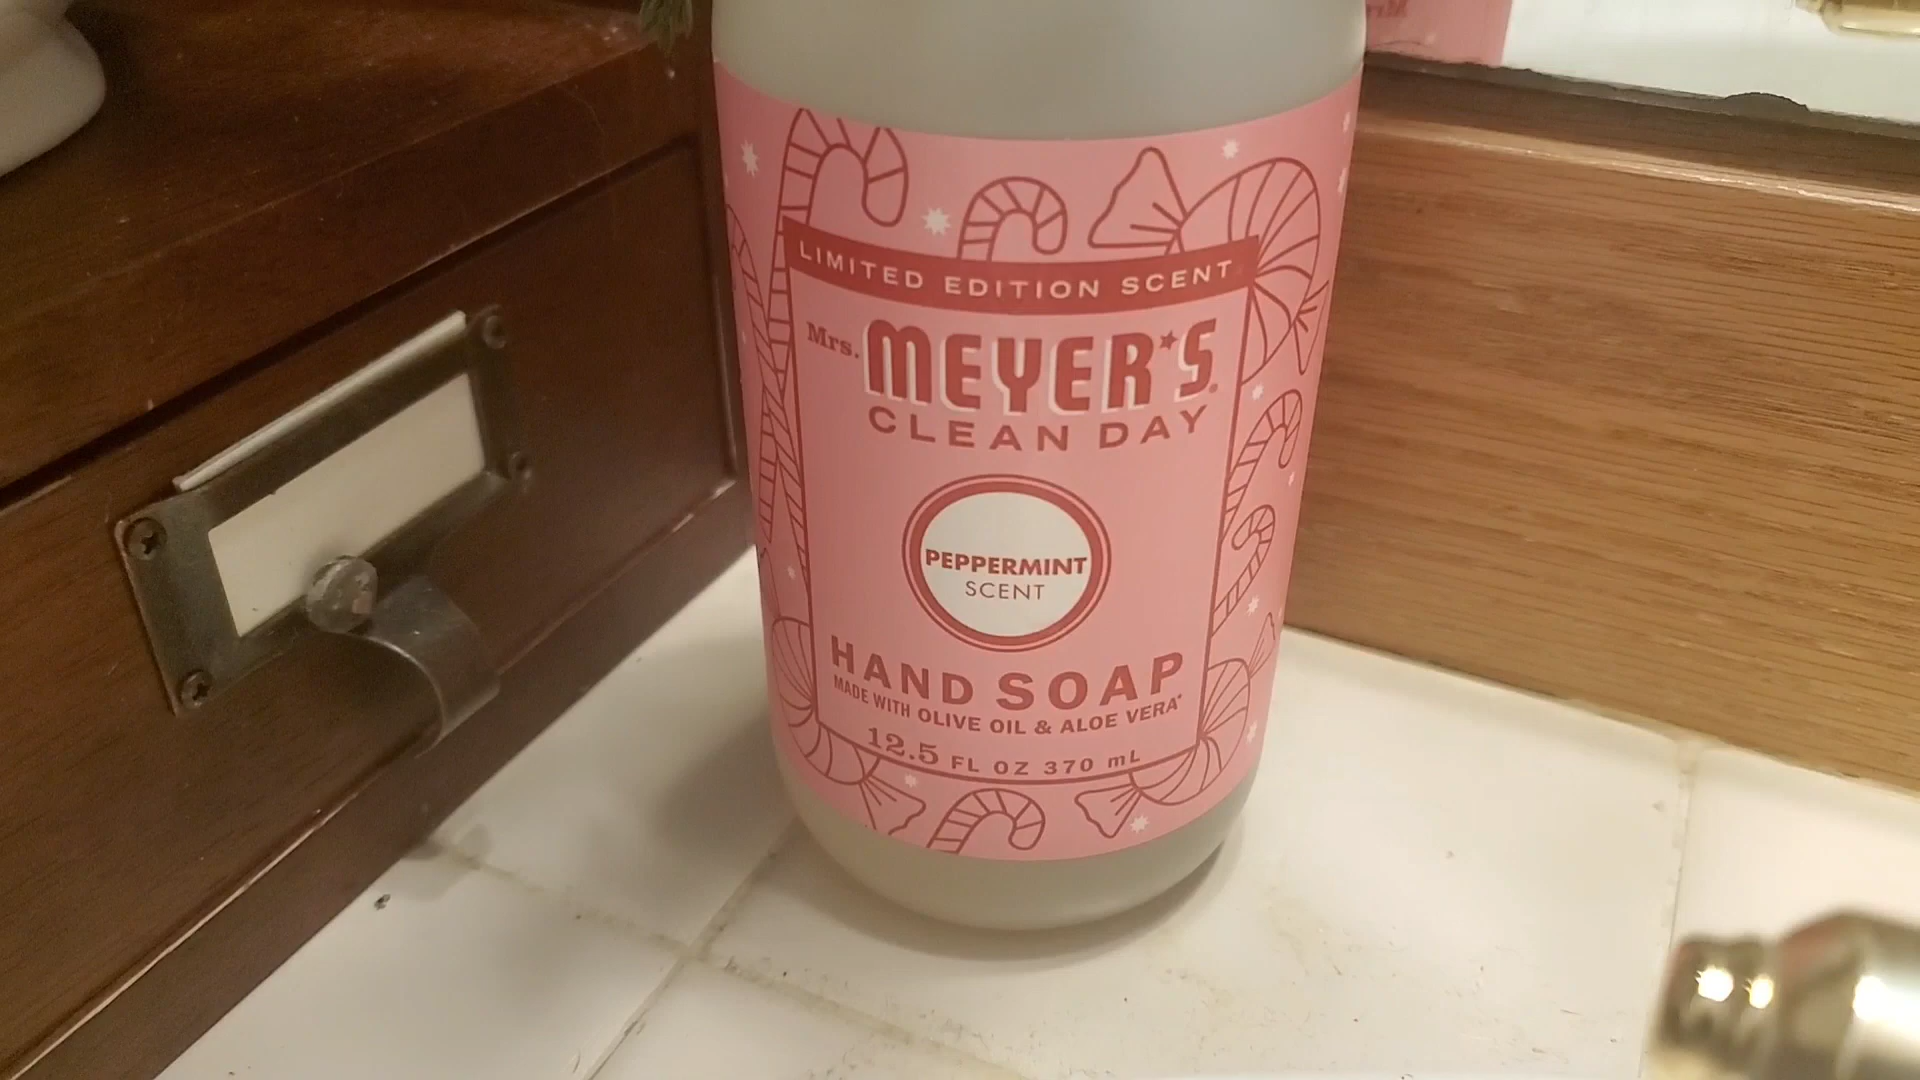 LIMITED EDITION SCENT
Mrs. MEYER'S®
CLEAN DAY
PEPPERMINT
SCENT
HAND SOAP
MADE WITH OLIVE OIL & ALOE VERA*
12.5 FL OZ 370 mL